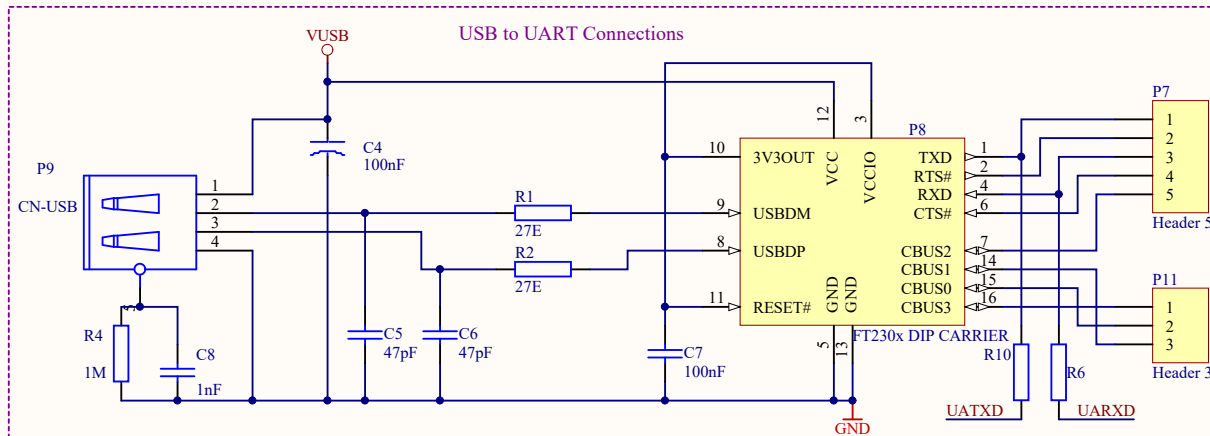 USB to UART Connections
VUSB
P9
CN-USB
1
2
3
4
5
R4
1M
C8
1nF
C4
100nF
R1
27E
R2
27E
C5
47pF
C6
47pF
C7
100nF
P8
12
3
10 3V3OUT
VCC
VCCIO
9 USBDM
8 USBDP
11 RESET#
GND
GND
5
13
TXD 1
RTS# 2
RXD 4
CTS# 6
CBUS2 7
CBUS1 14
CBUS0 15
CBUS3 16
FT230x DIP CARRIER
GND
P7
1
2
3
4
5
Header 5
P11
1
2
3
Header 3
R10
R6
UATXD
UARXD